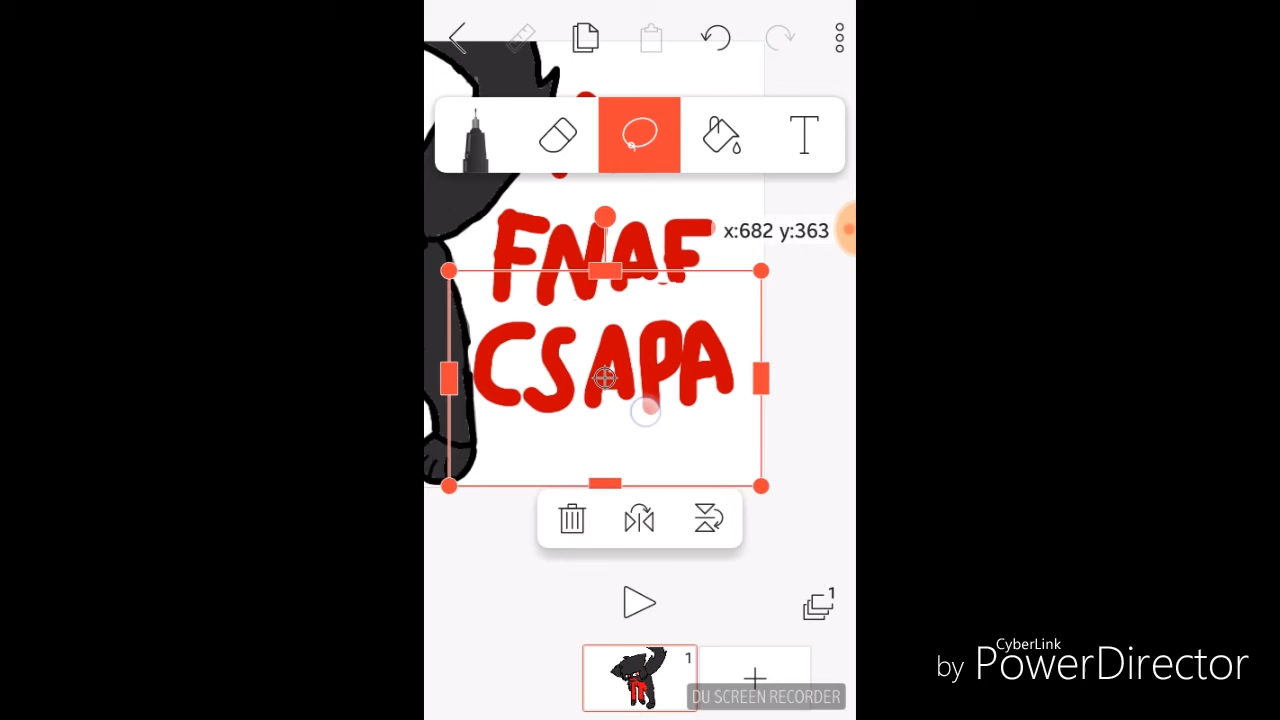 T
x:682 y:363
FNAF
CSAPA
1
1
DU SCREEN RECORDER
CyberLink
by PowerDirector